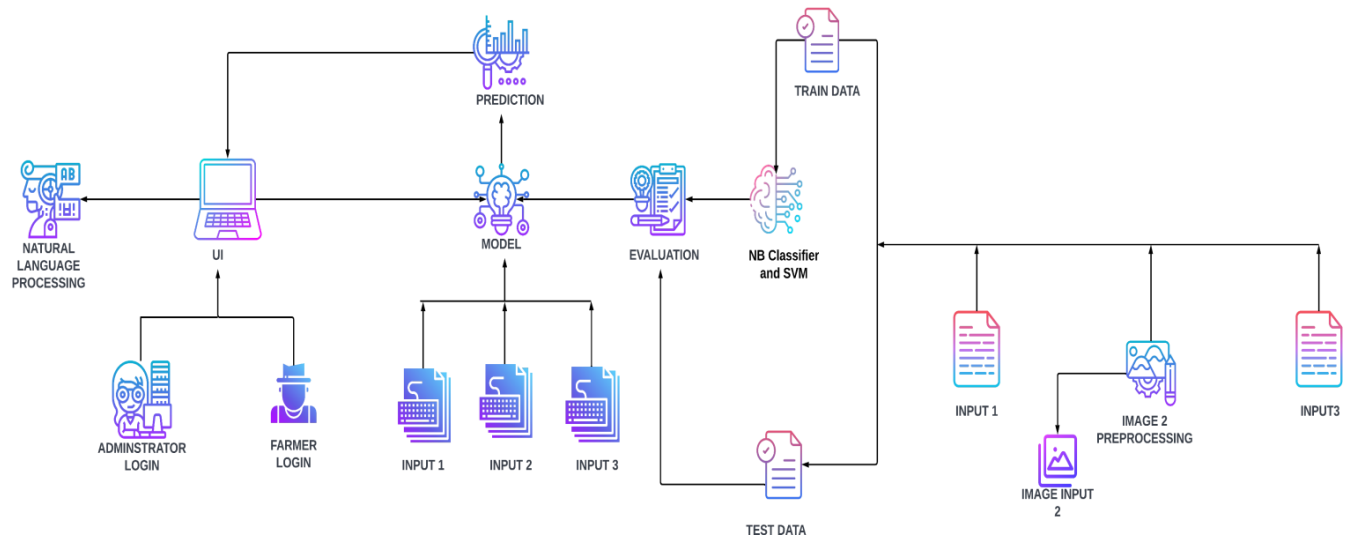 PREDICTION
TRAIN DATA
NATURAL
LANGUAGE
PROCESSING
AB
UI
MODEL
EVALUATION
NB Classifier
and SVM
ADMINSTRATOR
LOGIN
FARMER
LOGIN
INPUT 1
INPUT 2
INPUT 3
TEST DATA
INPUT 1
IMAGE 2
PREPROCESSING
IMAGE INPUT
2
INPUT3